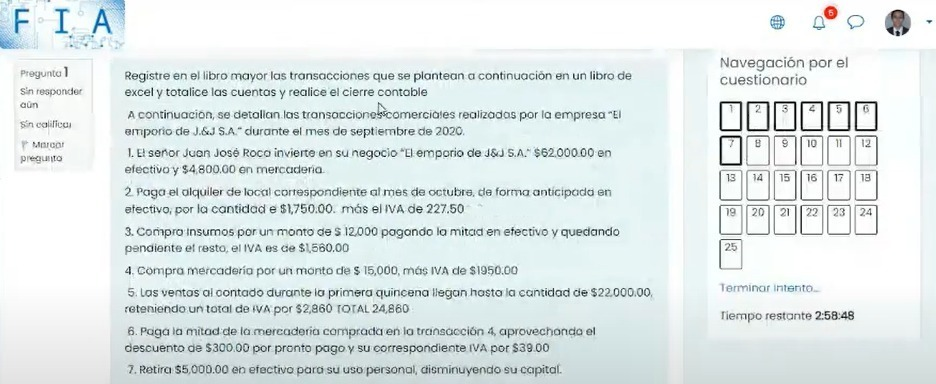 FIA
5
Pregunta 1
Sin responder
aún
Sin calificar
Marcar
pregunta
Registre en el libro mayor las transacciones que se plantean a continuación en un libro de
excel y totalice las cuentas y realice el cierre contable
A continuación, se detallan las transacciones comerciales realizadas por la empresa "El
emporio de J.&J S.A." durante el mes de septiembre de 2020.
1. El señor Juan José Roca invierte en su negocio "El emporio de J&J S.A." $62,000.00 en
efectivo y $4,800.00 en mercadería.
2. Paga el alquiler de local correspondiente al mes de octubre, de forma anticipada en
efectivo, por la cantidad e $1,750.00. más el IVA de 227.50
3. Compra Insumos por un monto de $ 12,000 pagando la mitad en efectivo y quedando
pendiente el resto, el IVA es de $1,560.00
4. Compra mercadería por un monto de $ 15,000, más IVA de $1950.00
5. Las ventas al contado durante la primera quincena llegan hasta la cantidad de $22,000.00,
reteniendo un total de IVA por $2,860 TOTAL 24,860
6. Paga la mitad de la mercadería comprada en la transacción 4, aprovechando el
descuento de $300.00 por pronto pago y su correspondiente IVA por $39.00
7. Retira $5,000.00 en efectivo para su uso personal, disminuyendo su capital.
Navegación por el
cuestionario
1 2 3 4 5 6
7 8 9 10 11 12
13 14 15 16 17 18
19 20 21 22 23 24
25
Terminar intento...
Tiempo restante 2:58:48